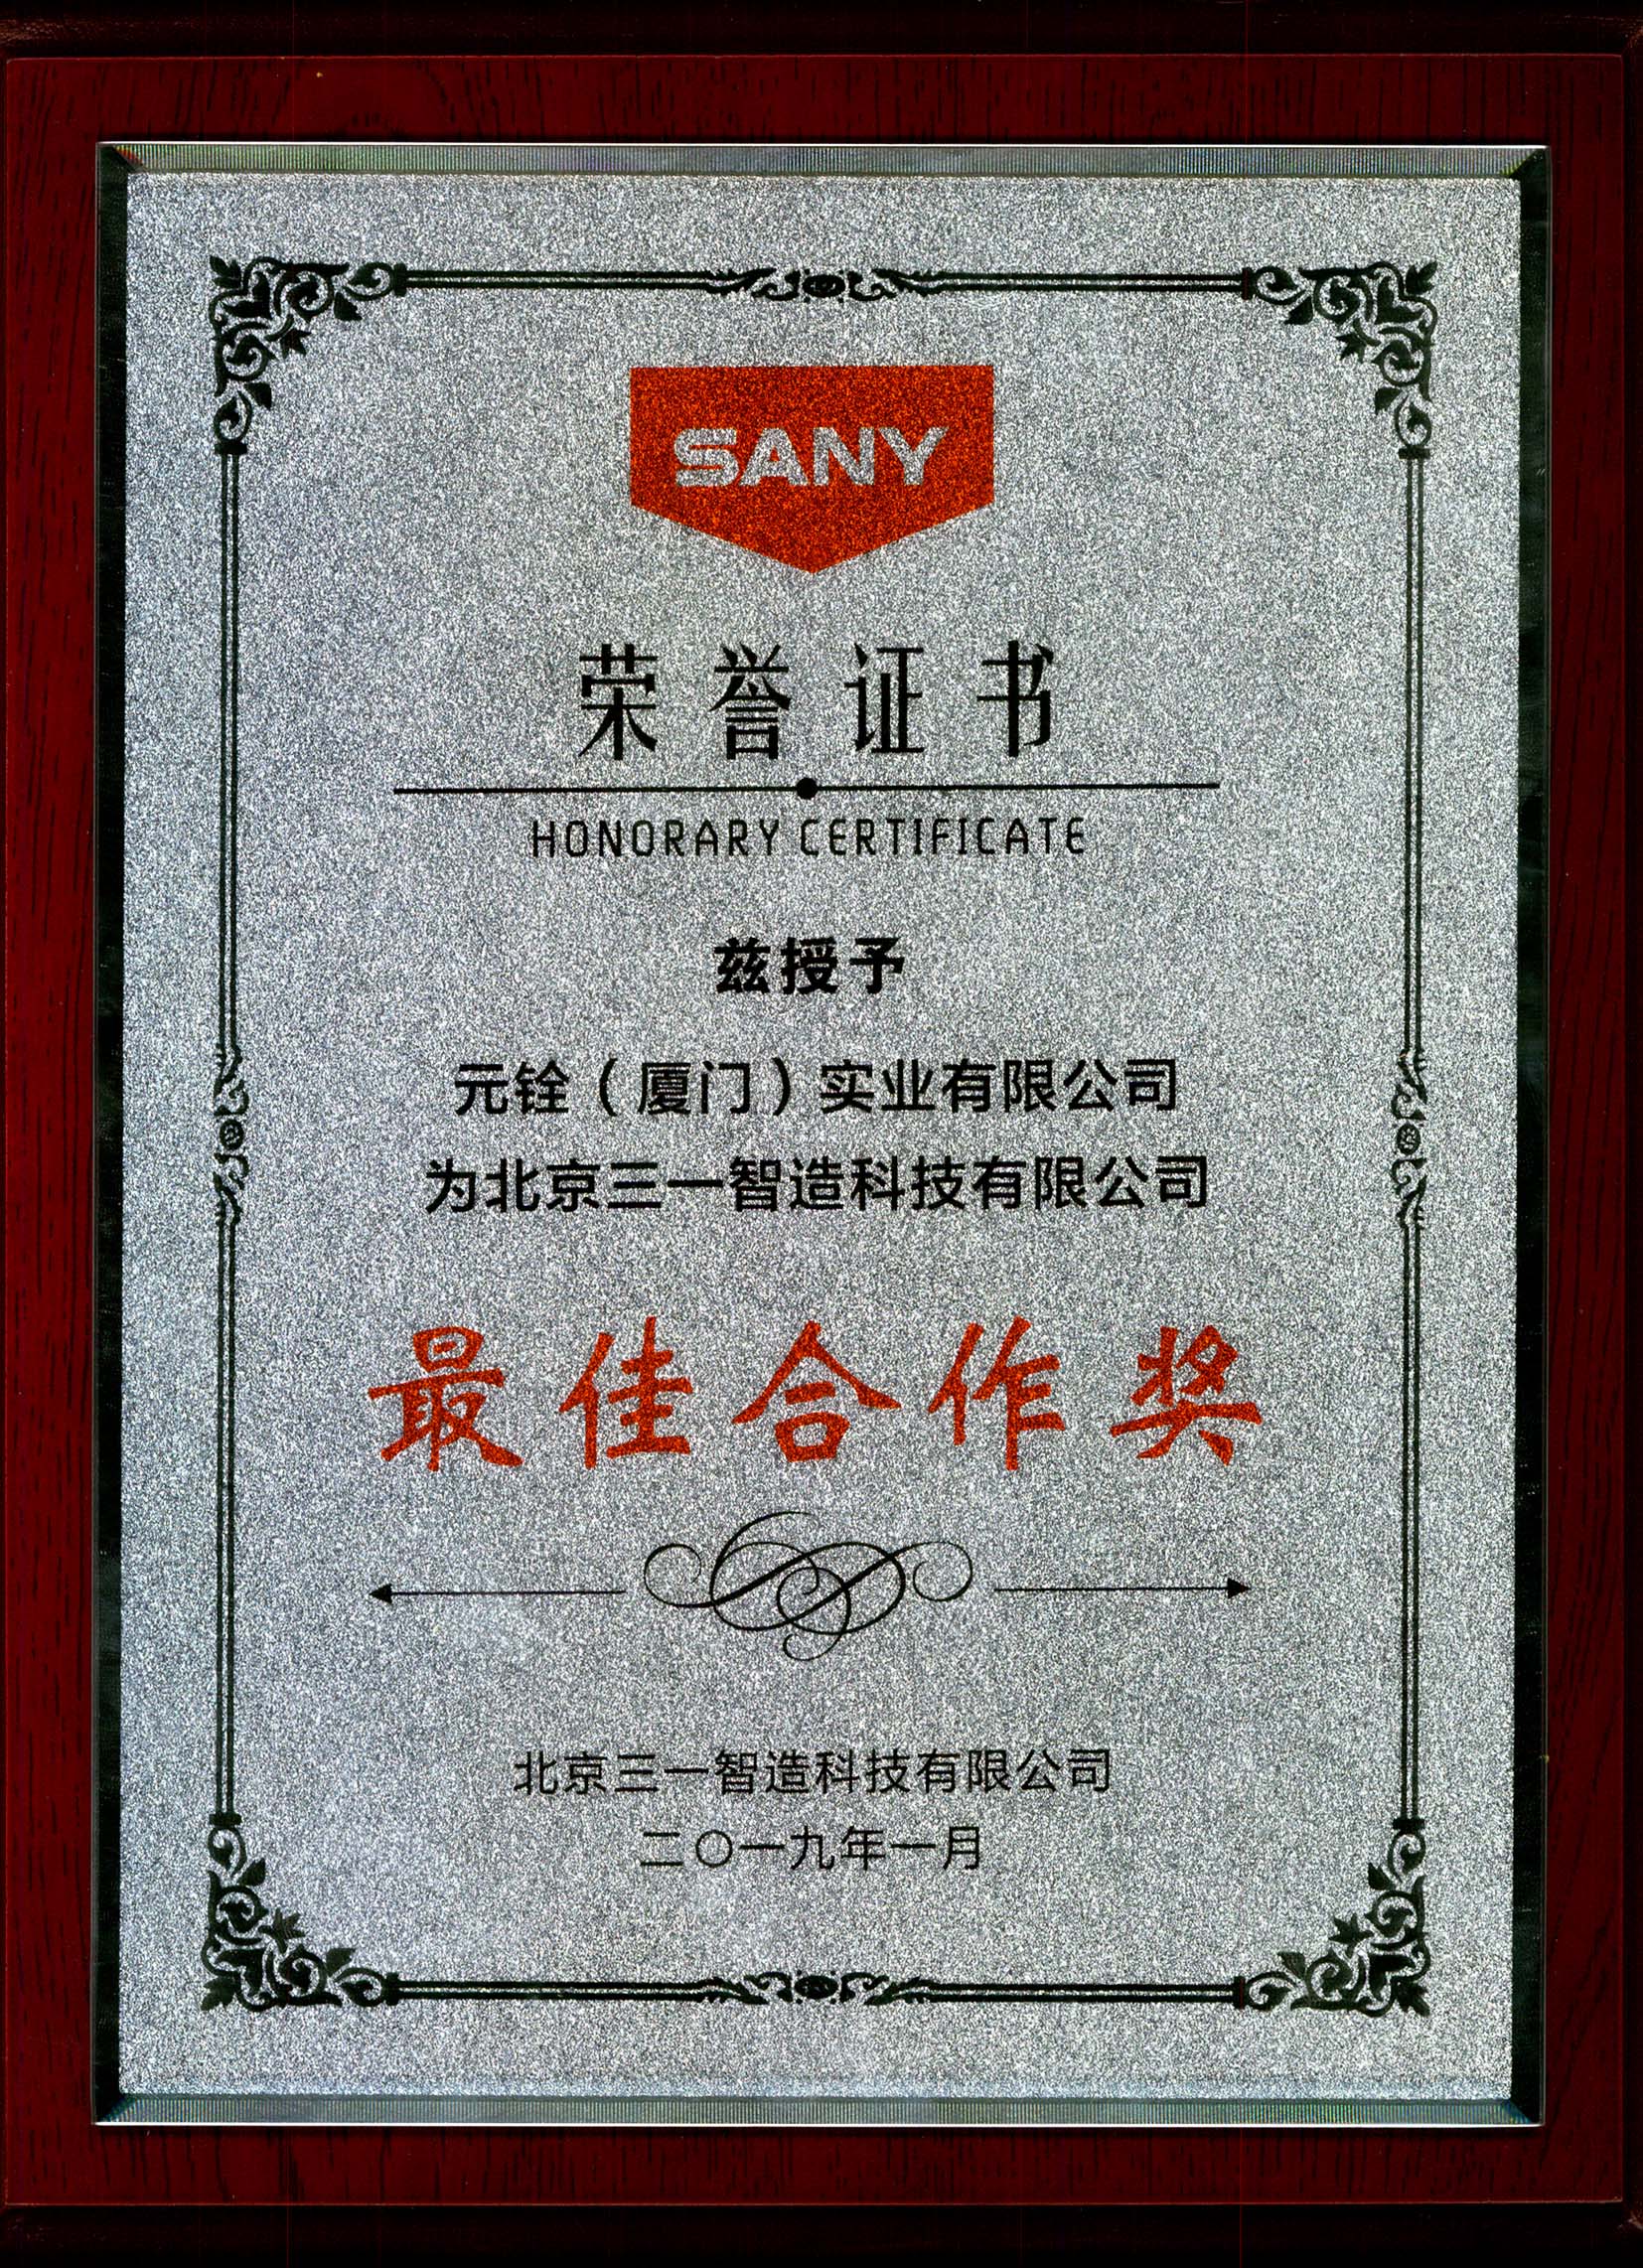 SANY
荣誉证书
HONORARY CERTIFICATE
兹授予
元铨（厦门）实业有限公司
为北京三一智造科技有限公司
最佳合作奖
北京三一智造科技有限公司
二〇一九年一月